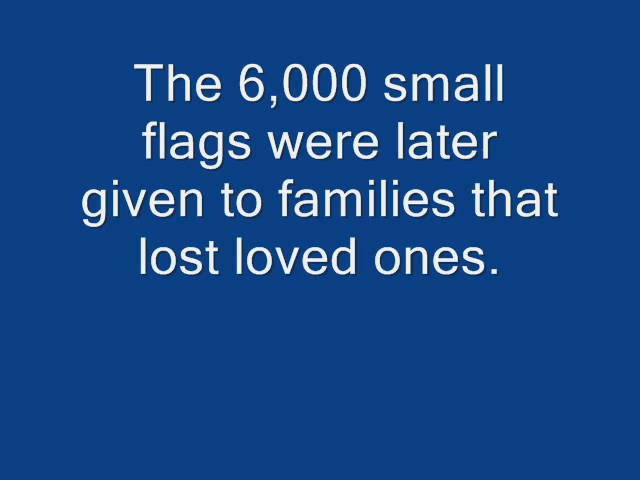 The 6,000 small
flags were later
given to families that
lost loved ones.